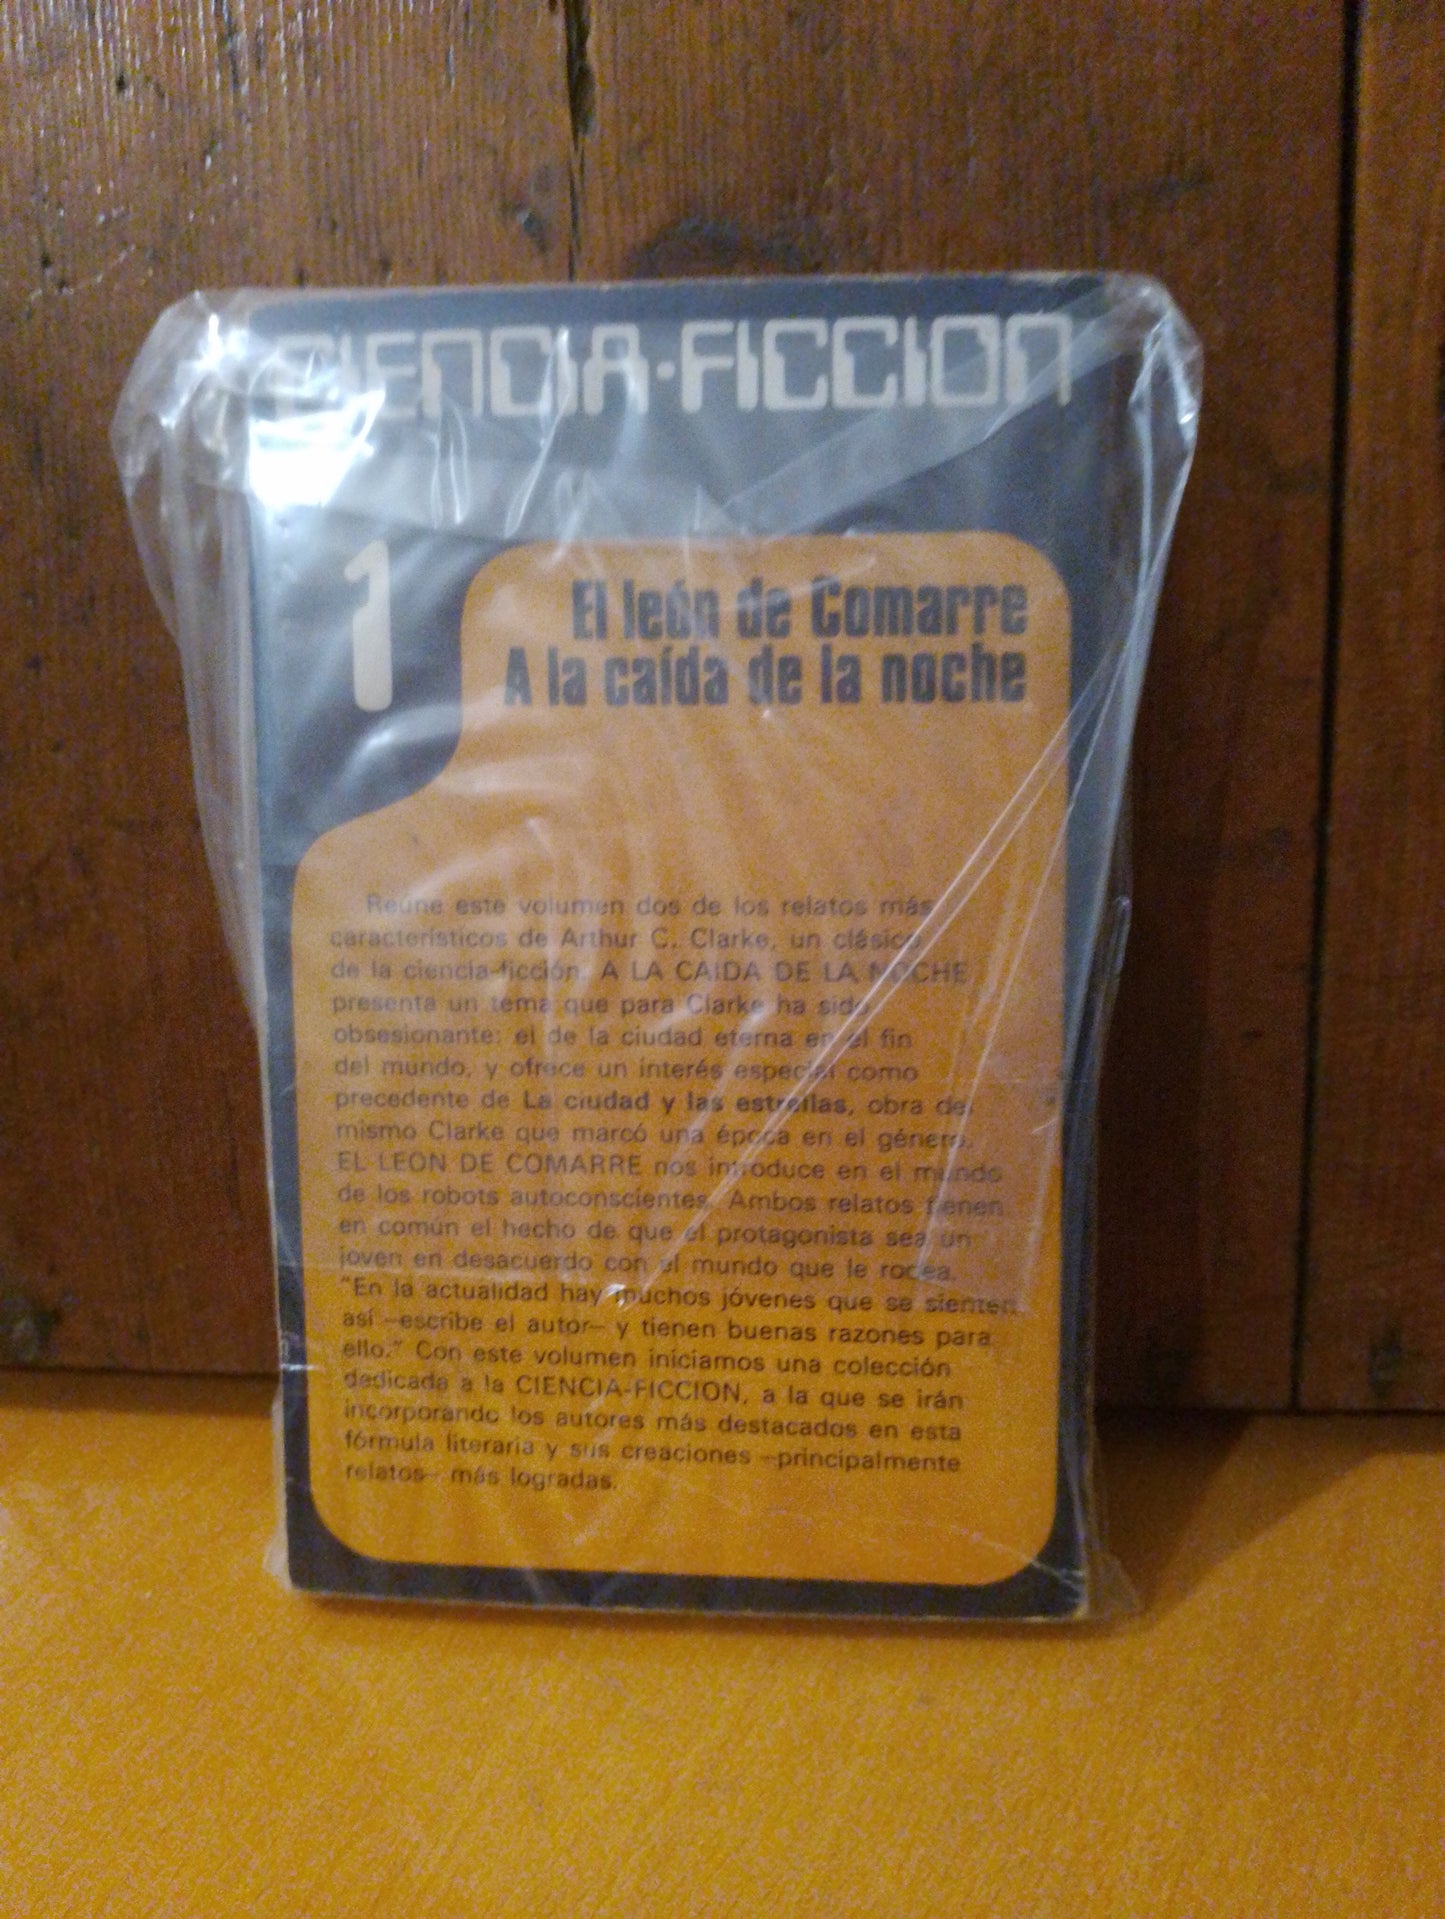 CIENCIA-FICCION
1
El león de Comarre
A la caída de la noche
Reúne este volumen dos de los relatos más
característicos de Arthur C. Clarke, un clásico
de la ciencia-ficción. A LA CAIDA DE LA NOCHE
presenta un tema que para Clarke ha sido
obsesionante: el de la ciudad eterna en el fin
del mundo, y ofrece un interés especial como
precedente de La ciudad y las estrellas, obra del
mismo Clarke que marcó una época en el género.
EL LEON DE COMARRE nos introduce en el mundo
de los robots autoconscientes. Ambos relatos tienen
en común el hecho de que el protagonista sea un
joven en desacuerdo con el mundo que le rodea.
"En la actualidad hay muchos jóvenes que se sienten
así —escribe el autor— y tienen buenas razones para
ello." Con este volumen iniciamos una colección
dedicada a la CIENCIA-FICCION, a la que se irán
incorporando los autores más destacados en esta
fórmula literaria y sus creaciones —principalmente
relatos— más logradas.